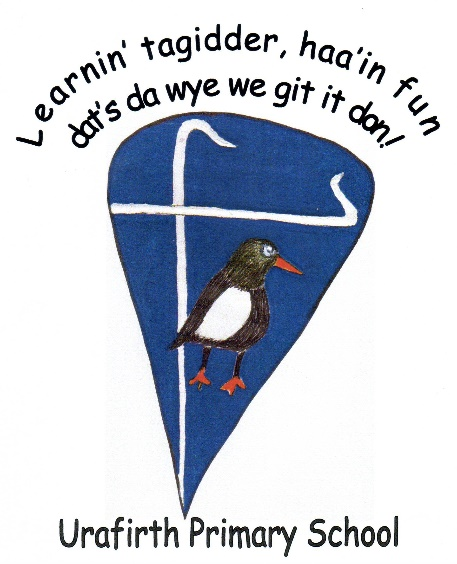 Learnin' tagidder, haa'in fun
dat's da wye we git it don!
Urafirth Primary School